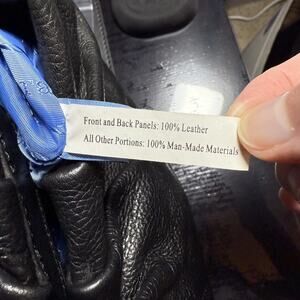 Front and Back Panels: 100% Leather
All Other Portions: 100% Man-Made Materials